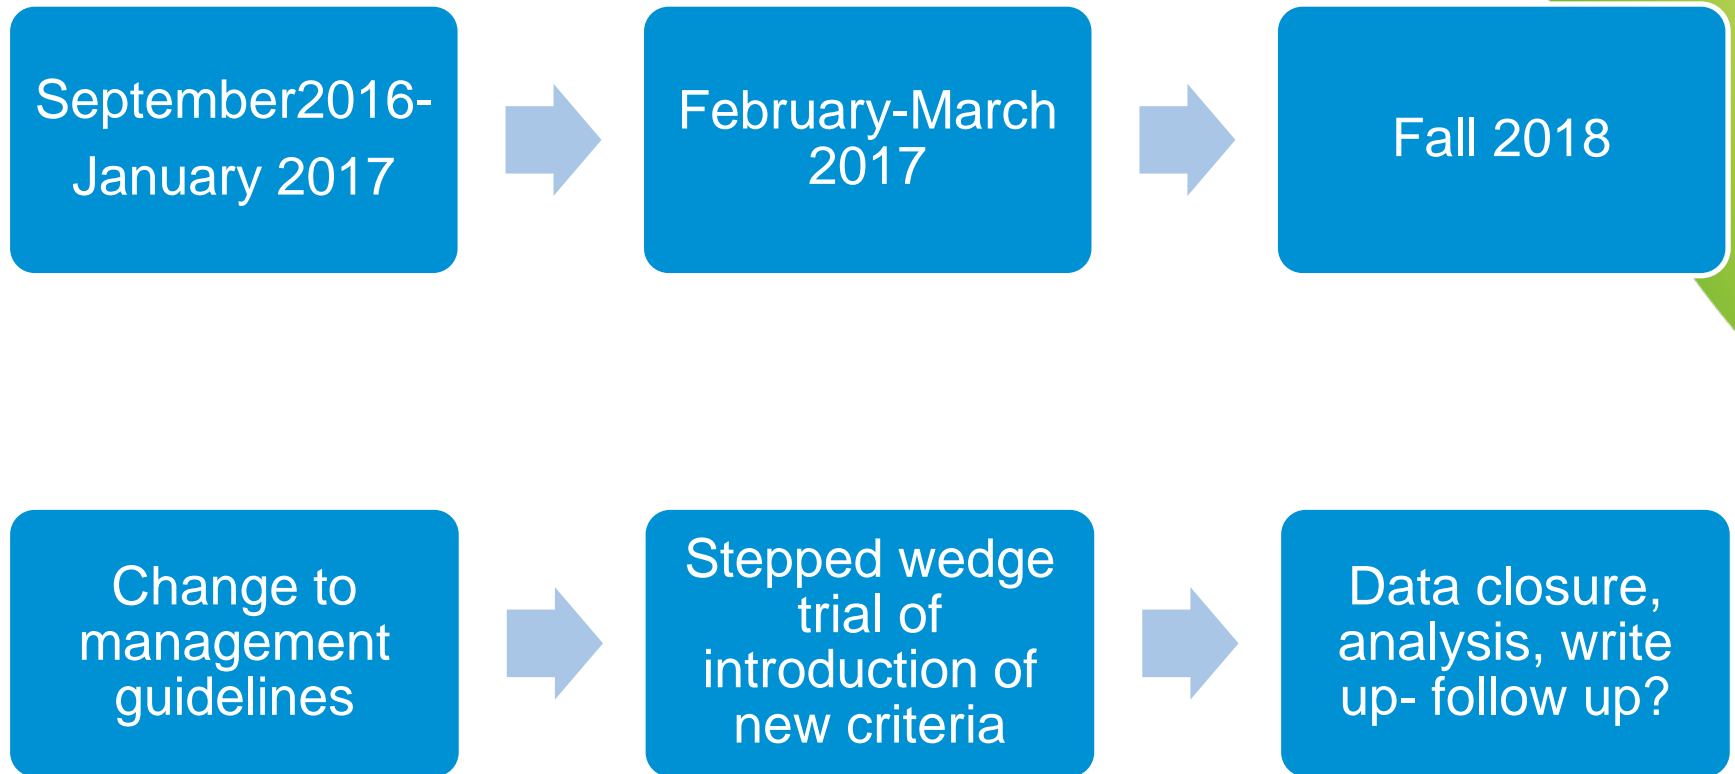 September2016-
January 2017
February-March
2017
Fall 2018
Change to
management
guidelines
Stepped wedge
trial of
introduction of
new criteria
Data closure,
analysis, write
up- follow up?